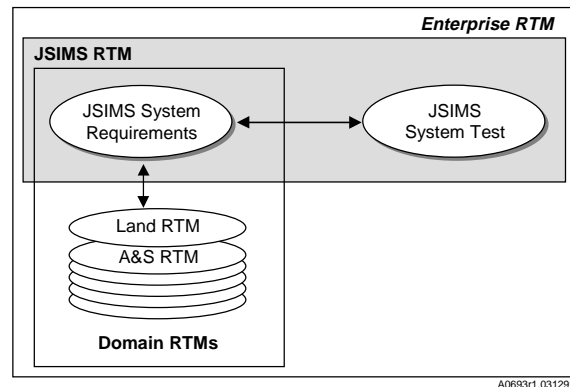 Enterprise RTM
JSIMS RTM
JSIMS System
Requirements
JSIMS
System Test
Land RTM
A&S RTM
Domain RTMs
A0693r1.03129